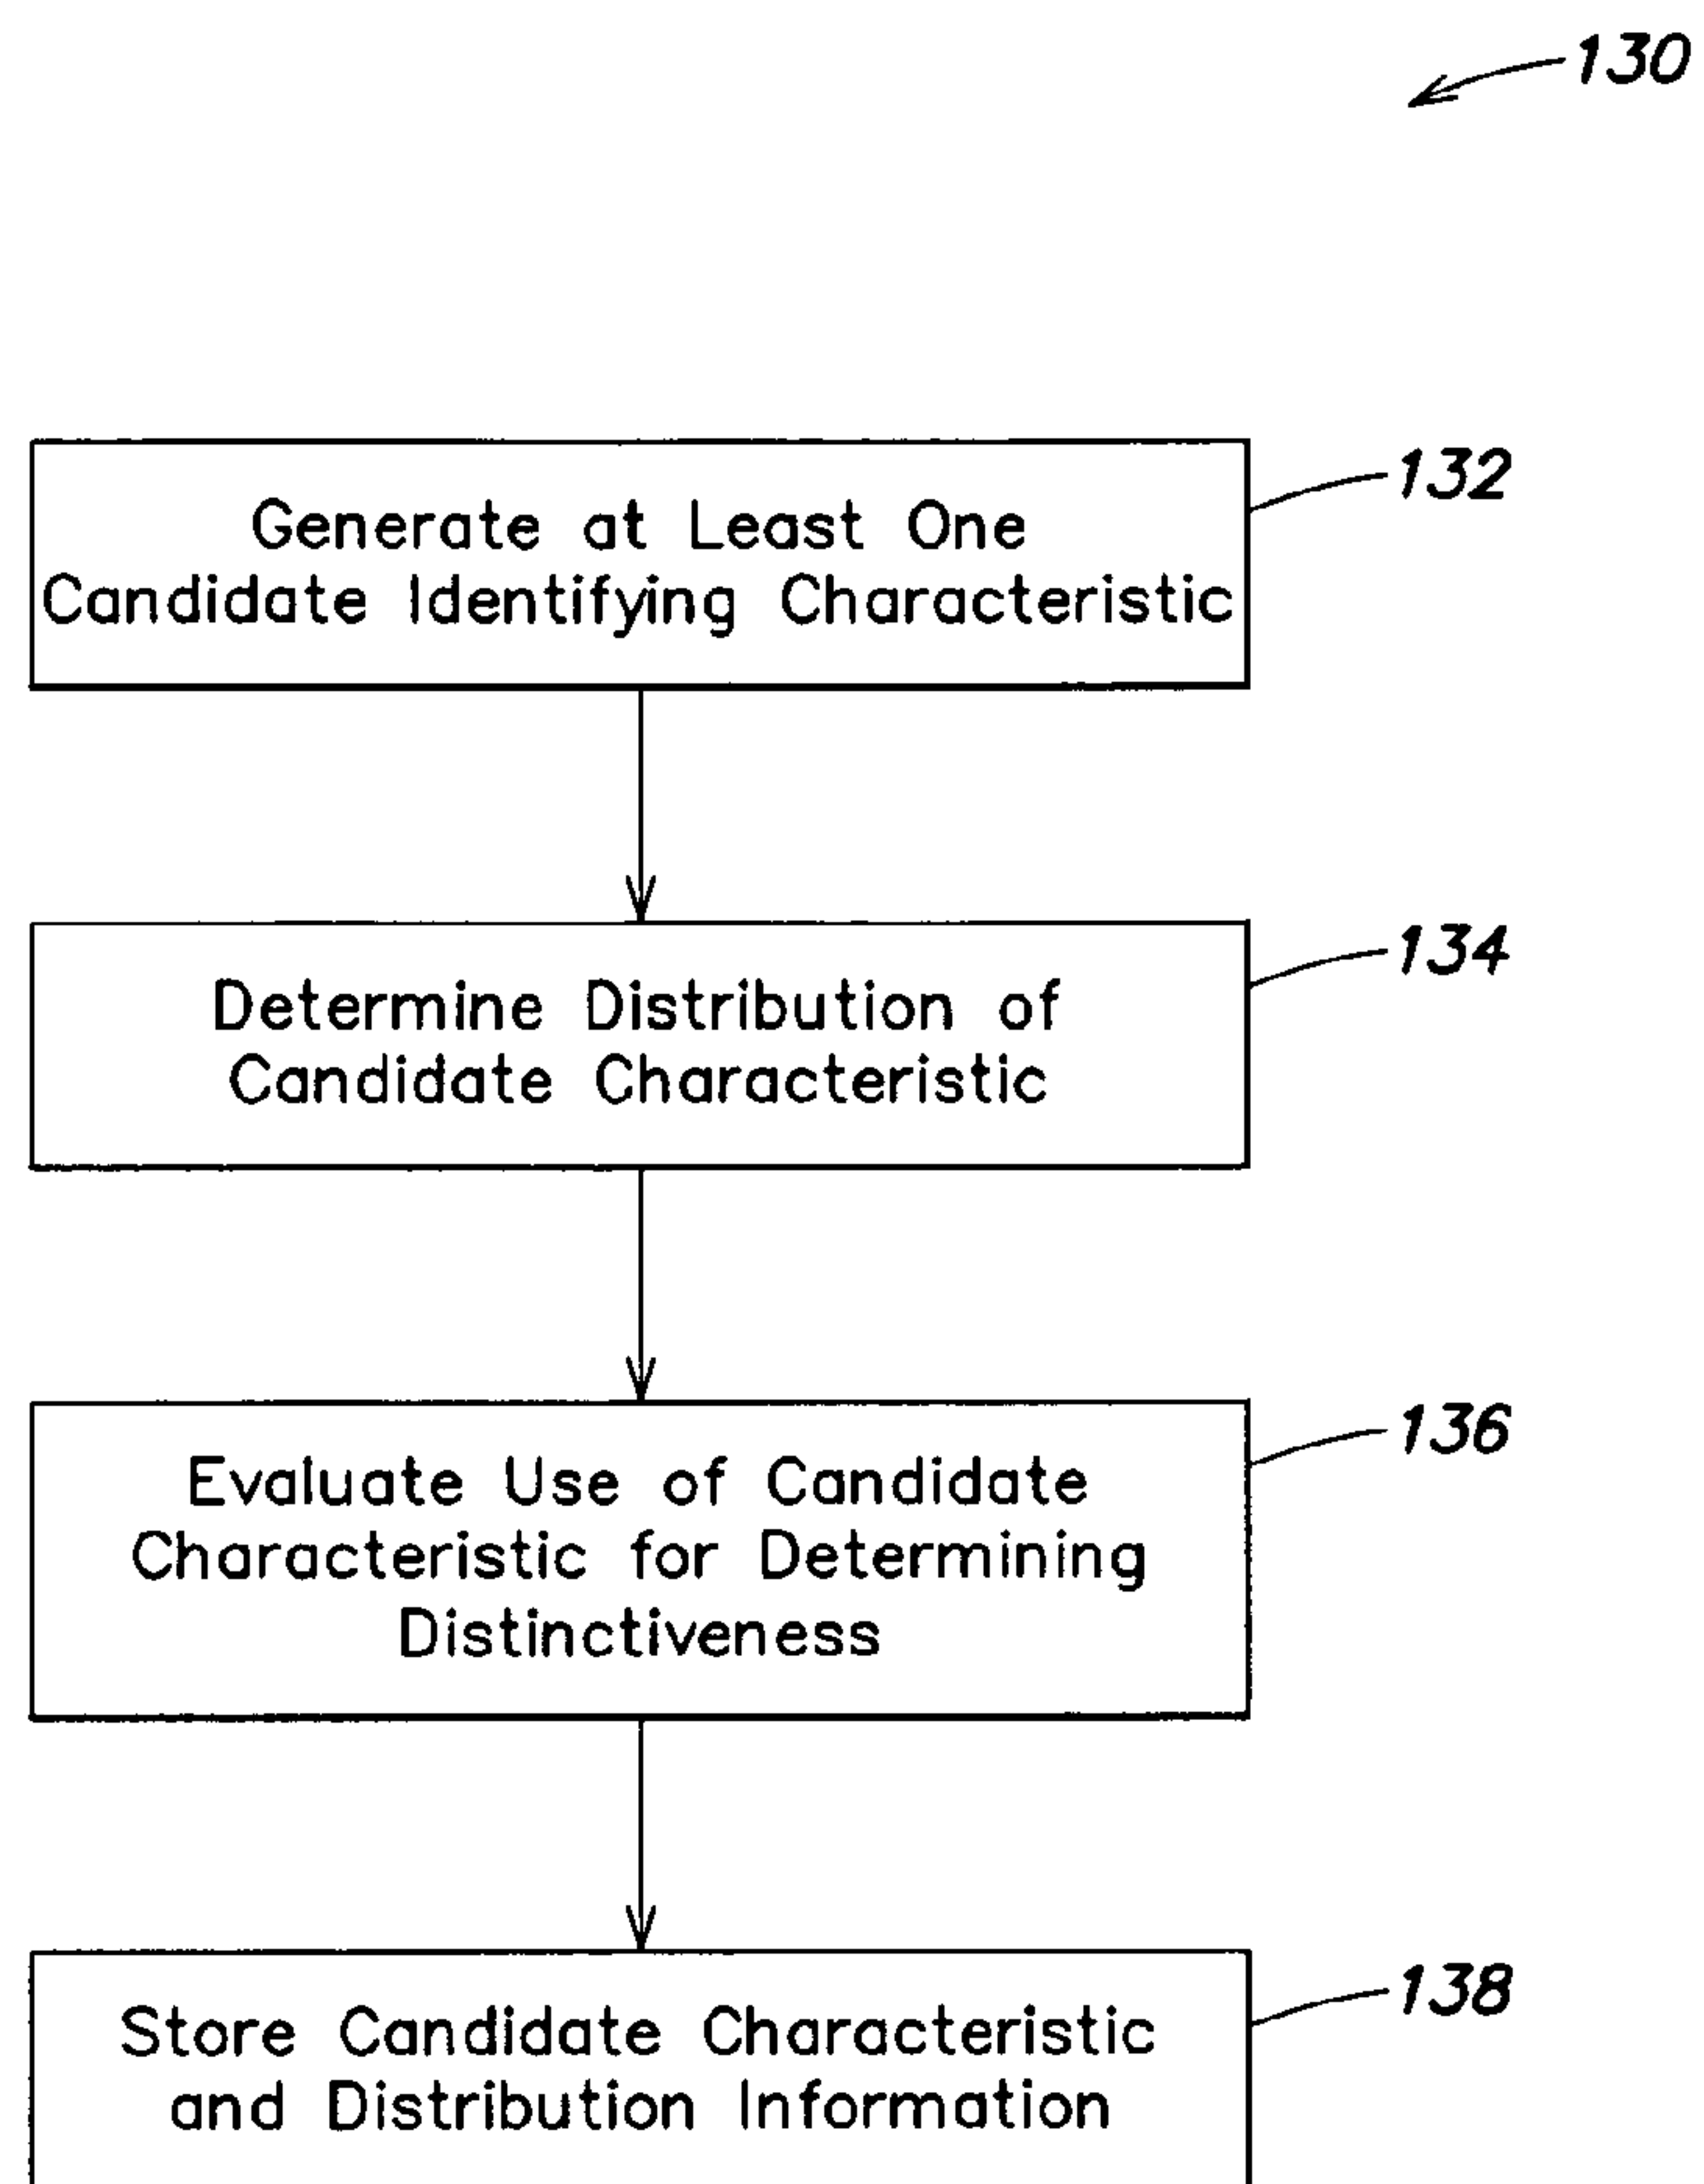 130
Generate at Least One
Candidate Identifying Characteristic
132
Determine Distribution of
Candidate Characteristic
134
Evaluate Use of Candidate
Characteristic for Determining
Distinctiveness
136
Store Candidate Characteristic
and Distribution Information
138